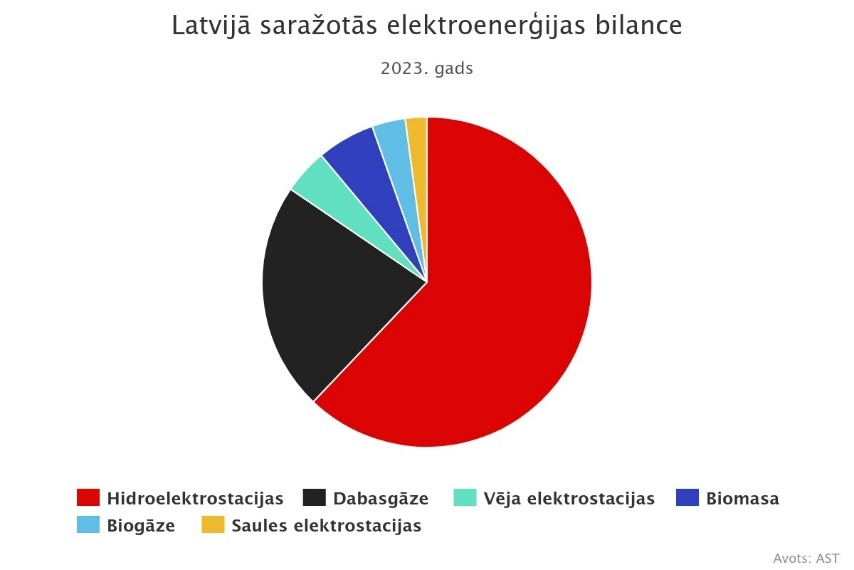 Latvijā saražotās elektroenerģijas bilance
2023. gads
Hidroelektrostacijas Dabasgāze Vēja elektrostacijas Biomasa
Biogāze Saules elektrostacijas
Avots: AST